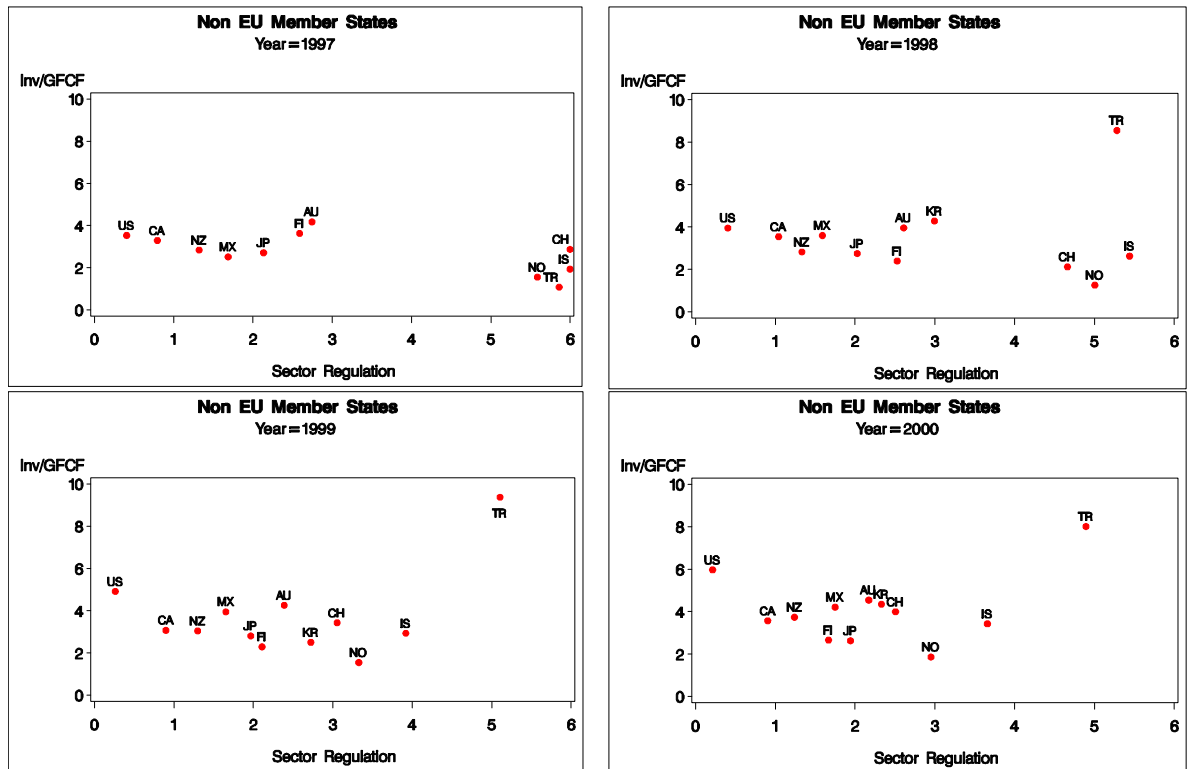 Non EU Member States
Year=1997
Inv/GFCF
10
8
6
4
2
0
US
CA
NZ
MX
JP
FI
AU
NO
TR
CH
IS
0 1 2 3 4 5 6
Sector Regulation
Non EU Member States
Year=1998
Inv/GFCF
10
8
6
4
2
0
US
CA
NZ
MX
JP
FI
AU
KR
CH
NO
TR
IS
0 1 2 3 4 5 6
Sector Regulation
Non EU Member States
Year=1999
Inv/GFCF
10
8
6
4
2
0
US
CA
NZ
MX
JP
FI
AU
KR
CH
NO
IS
TR
0 1 2 3 4 5 6
Sector Regulation
Non EU Member States
Year=2000
Inv/GFCF
10
8
6
4
2
0
US
CA
NZ
FI
MX
JP
AU
KR
CH
NO
IS
TR
0 1 2 3 4 5 6
Sector Regulation